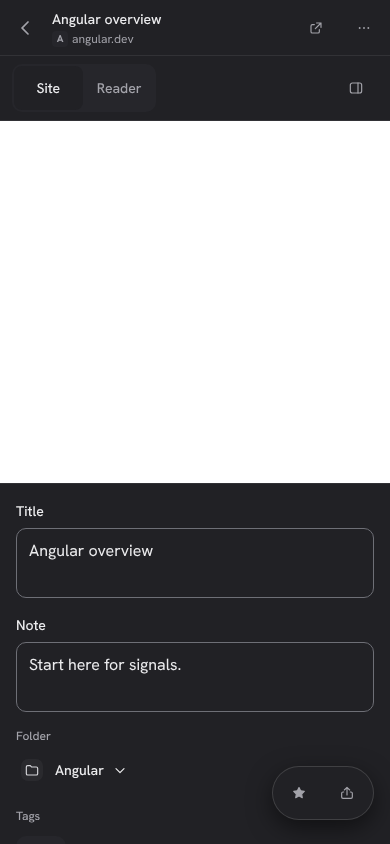 Angular overview
A angular.dev
Site Reader
Title
Angular overview
Note
Start here for signals.
Folder
Angular
Tags